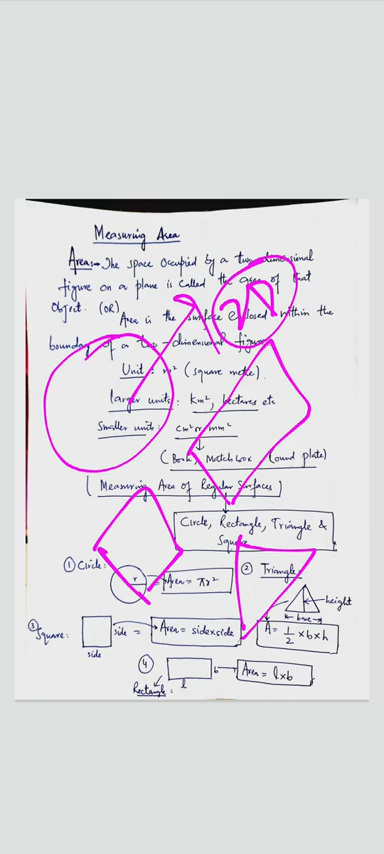 Measuring Area
Area:- The space occupied by a two-dimensional
figure on a plane is called the area of that
Object. (OR)
Area is the surface enclosed within the
boundary of a two-dimensional figure
Unit: m² (square metre).
larger units: Km², hectares etc
Smaller unit: cm² or mm²
(Book, Matchbox, round plate)
(Measuring Area of Regular Surfaces)
Circle, Rectangle, Triangle &
Square
① Circle: r = Area = πr²
② Triangle:
height
base
A = 1/2 × b × h
③ Square: side = Area = side×side
side
④ b Area = l×b
Rectangle: l